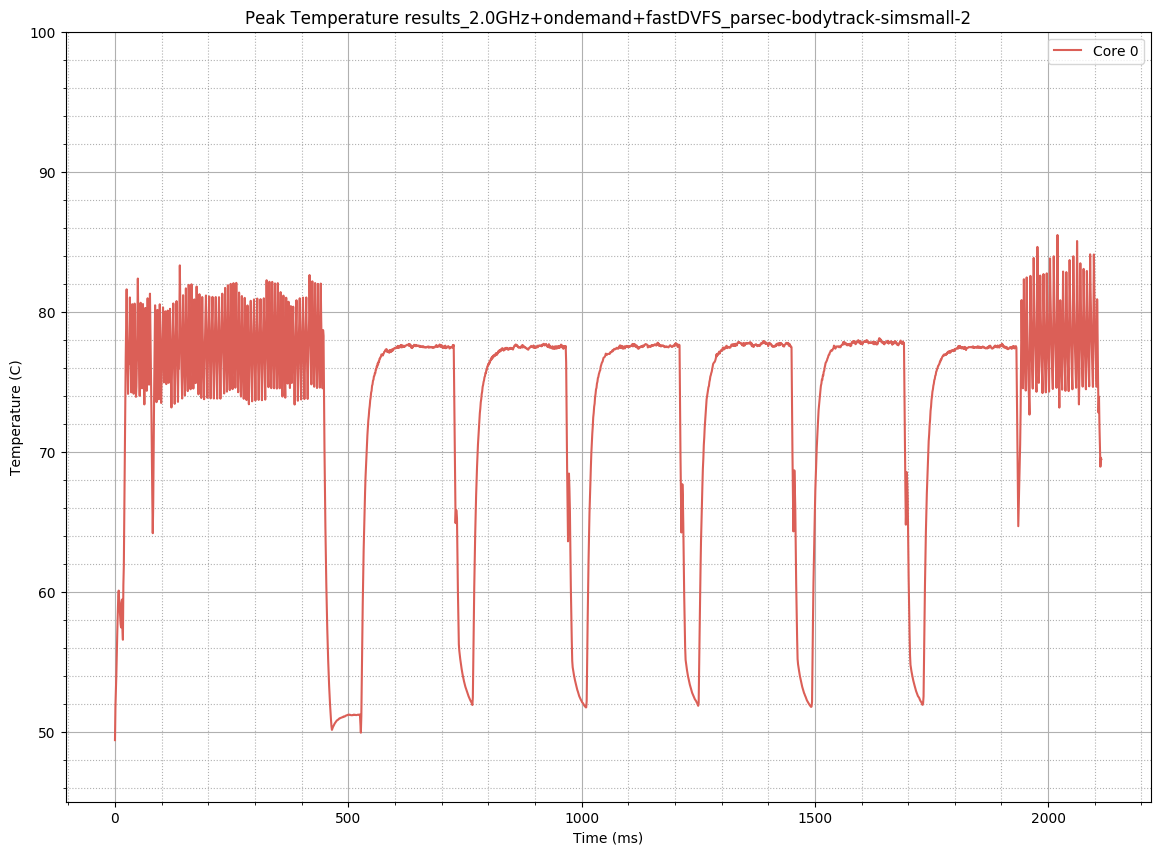 Peak Temperature results_2.0GHz+ondemand+fastDVFS_parsec-bodytrack-simsmall-2
Core 0
Temperature (C)
100
90
80
70
60
50
0
500
1000
1500
2000
Time (ms)